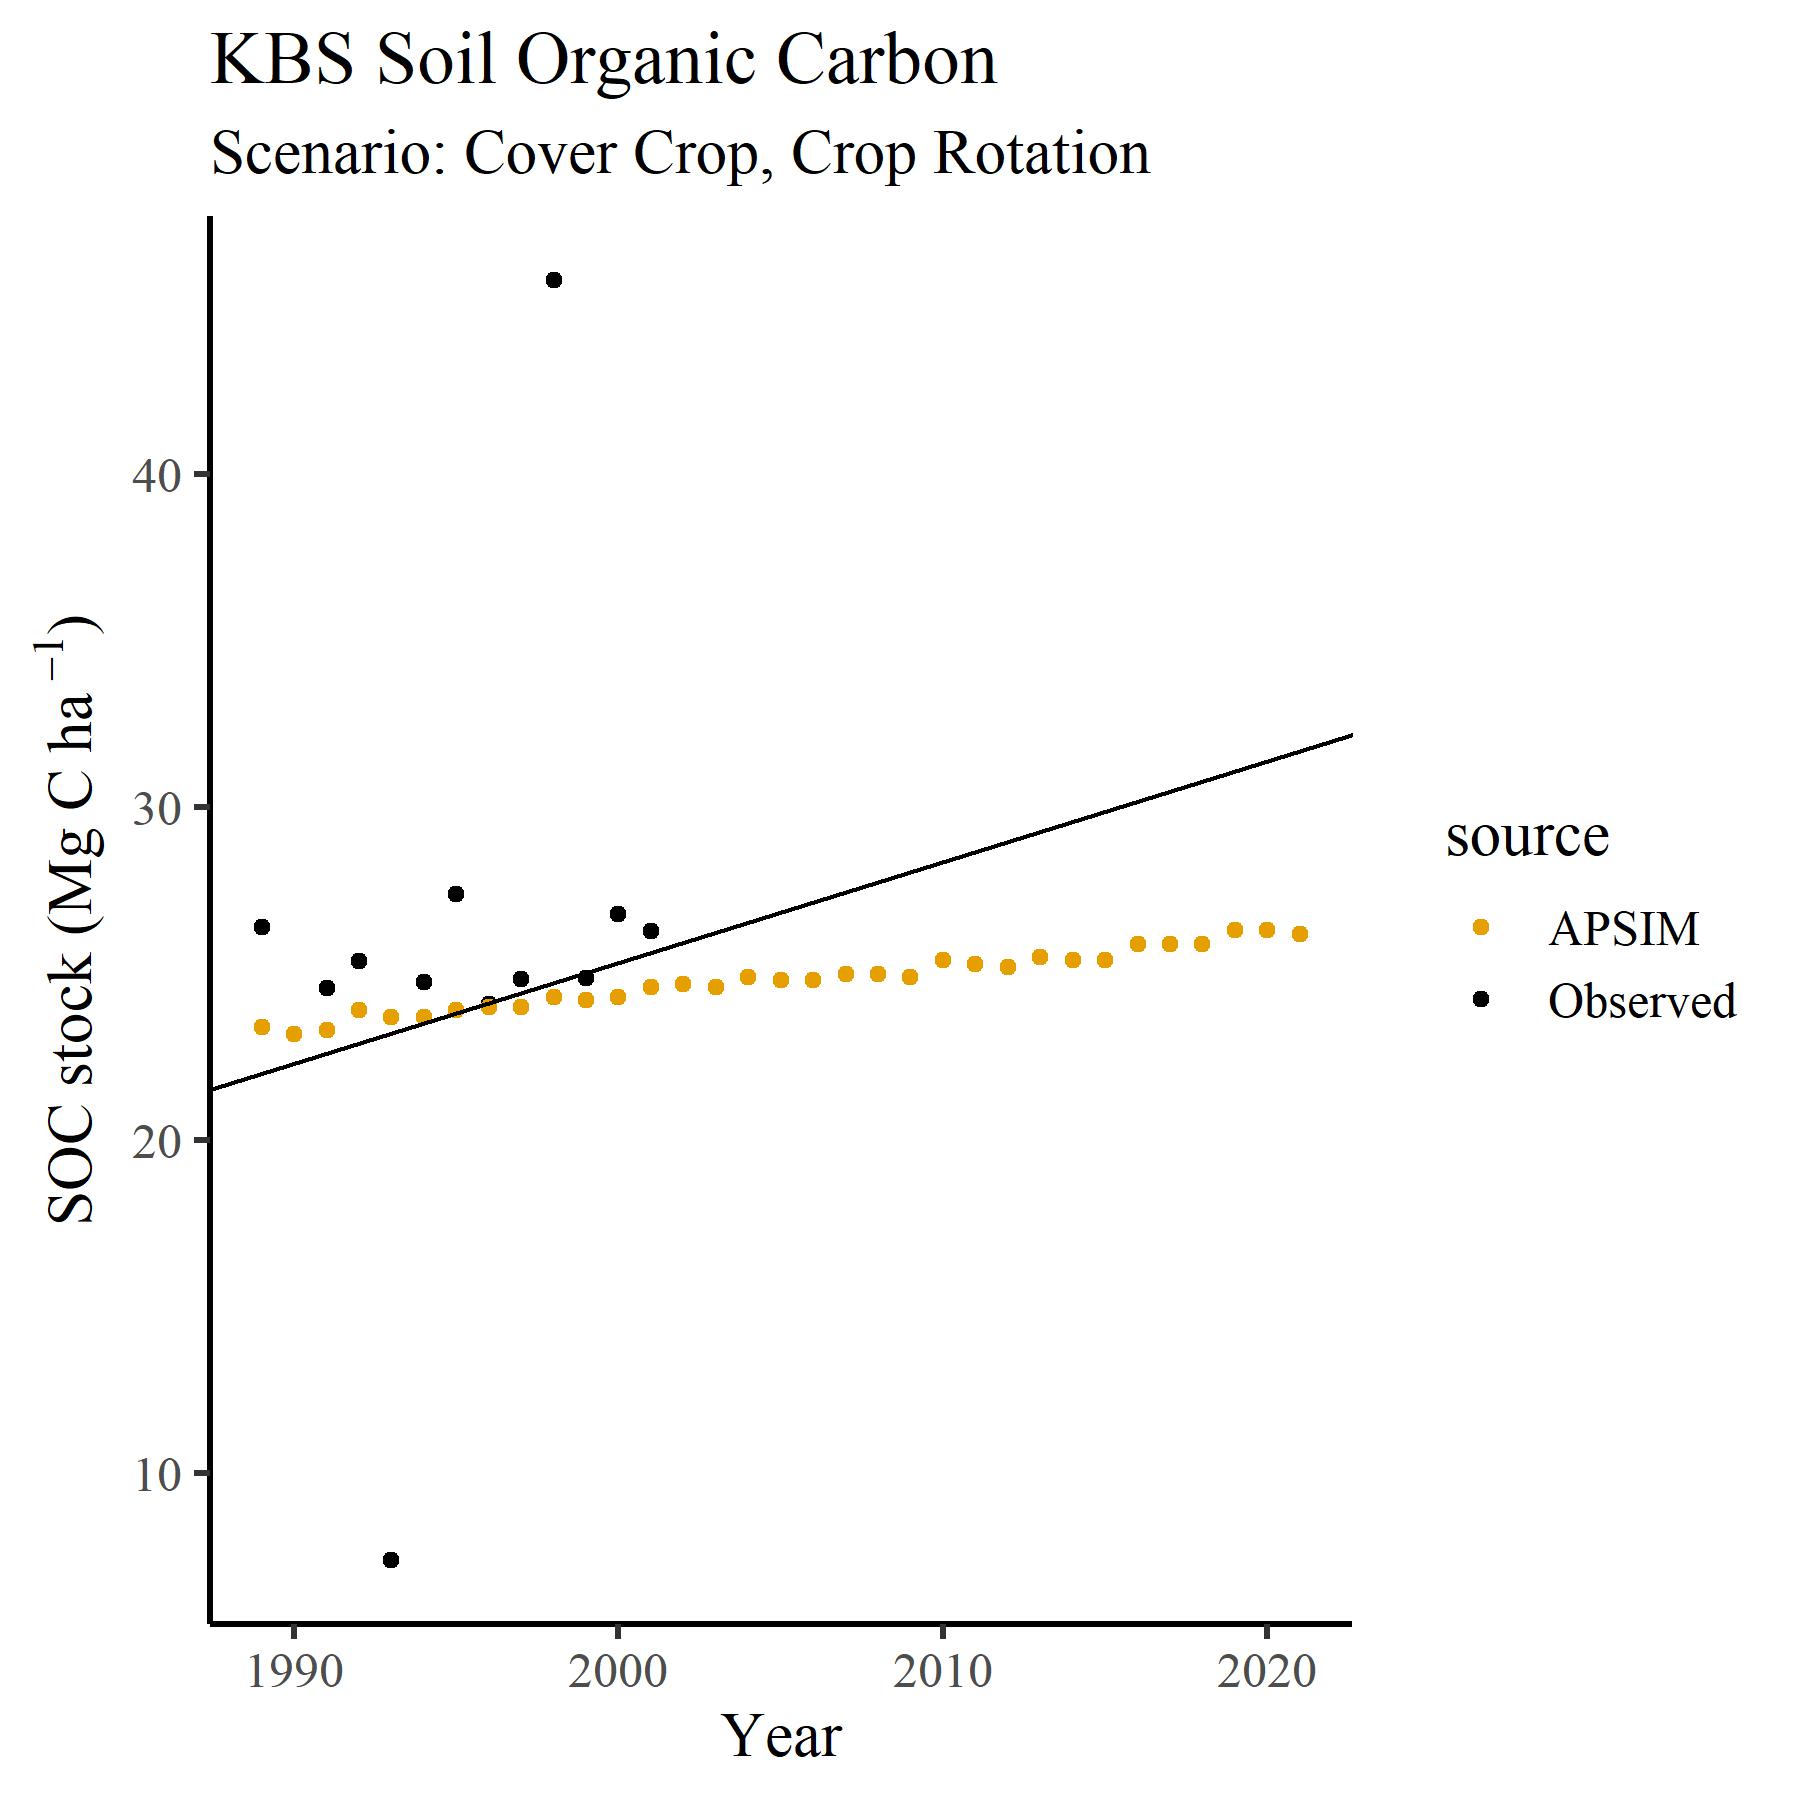 KBS Soil Organic Carbon
Scenario: Cover Crop, Crop Rotation
SOC stock (Mg C ha⁻¹)
40
30
20
10
1990
2000
2010
2020
Year
source
APSIM
Observed